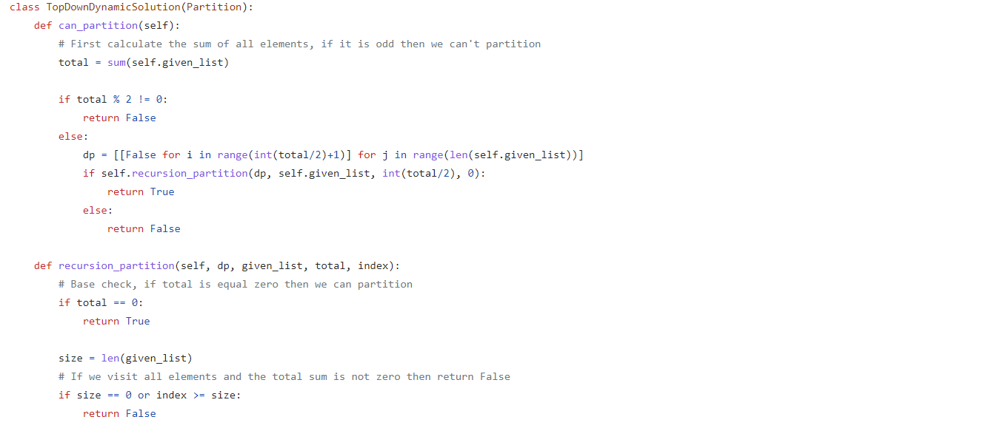 class TopDownDynamicSolution(Partition):
    def can_partition(self):
        # First calculate the sum of all elements, if it is odd then we can't partition
        total = sum(self.given_list)

        if total % 2 != 0:
            return False
        else:
            dp = [[False for i in range(int(total/2)+1)] for j in range(len(self.given_list))]
            if self.recursion_partition(dp, self.given_list, int(total/2), 0):
                return True
            else:
                return False

    def recursion_partition(self, dp, given_list, total, index):
        # Base check, if total is equal zero then we can partition
        if total == 0:
            return True

        size = len(given_list)
        # If we visit all elements and the total sum is not zero then return False
        if size == 0 or index >= size:
            return False